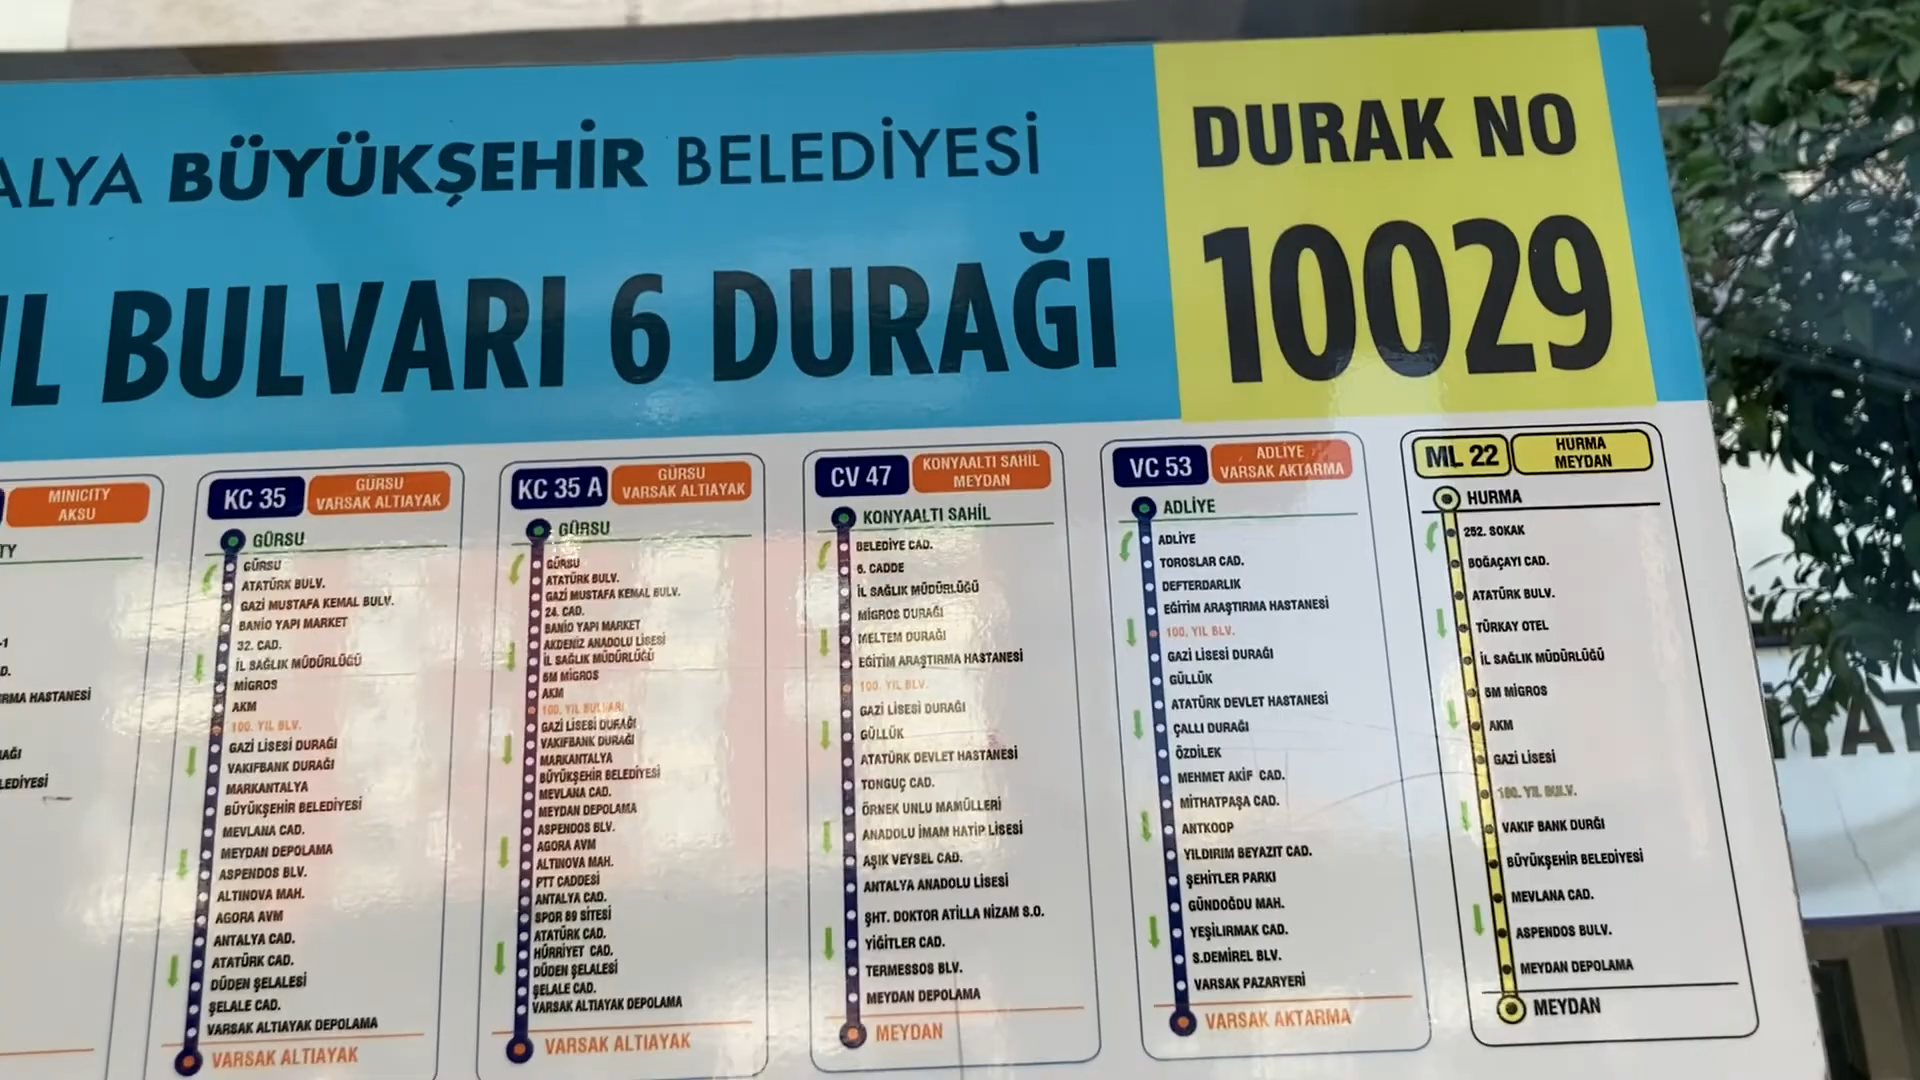 ALYA BÜYÜKŞEHİR BELEDİYESİ
IL BULVARI 6 DURAĞI
DURAK NO
10029
MINICITY
AKSU
TY
-1
D.
RMA HASTANESİ
RAĞI
LEDİYESİ
KC 35
GÜRSU
VARSAK ALTIAYAK
GÜRSU
GÜRSU
ATATÜRK BULV.
GAZİ MUSTAFA KEMAL BULV.
BANİO YAPI MARKET
32. CAD.
İL SAĞLIK MÜDÜRLÜĞÜ
MİGROS
AKM
100. YIL BLV.
GAZİ LİSESİ DURAĞI
VAKIFBANK DURAĞI
MARKANTALYA
BÜYÜKŞEHİR BELEDİYESİ
MEVLANA CAD.
MEYDAN DEPOLAMA
ASPENDOS BLV.
ALTINOVA MAH.
AGORA AVM
ANTALYA CAD.
ATATÜRK CAD.
DÜDEN ŞELALESİ
ŞELALE CAD.
VARSAK ALTIAYAK DEPOLAMA
VARSAK ALTIAYAK
KC 35 A
GÜRSU
VARSAK ALTIAYAK
GÜRSU
GÜRSU
ATATÜRK BULV.
GAZİ MUSTAFA KEMAL BULV.
24. CAD.
BANİO YAPI MARKET
AKDENİZ ANADOLU LİSESİ
İL SAĞLIK MÜDÜRLÜĞÜ
5M MİGROS
AKM
100. YIL BULVARI
GAZİ LİSESİ DURAĞI
VAKIFBANK DURAĞI
MARKANTALYA
BÜYÜKŞEHİR BELEDİYESİ
MEVLANA CAD.
MEYDAN DEPOLAMA
ASPENDOS BLV.
AGORA AVM
ALTINOVA MAH.
PTT CADDESİ
ANTALYA CAD.
SPOR 89 SİTESİ
ATATÜRK CAD.
HÜRRİYET CAD.
DÜDEN ŞELALESİ
ŞELALE CAD.
VARSAK ALTIAYAK DEPOLAMA
VARSAK ALTIAYAK
CV 47
KONYAALTI SAHİL
MEYDAN
KONYAALTI SAHİL
BELEDİYE CAD.
6. CADDE
İL SAĞLIK MÜDÜRLÜĞÜ
MİGROS DURAĞI
MELTEM DURAĞI
EĞİTİM ARAŞTIRMA HASTANESİ
100. YIL BLV.
GAZİ LİSESİ DURAĞI
GÜLLÜK
ATATÜRK DEVLET HASTANESİ
TONGUÇ CAD.
ÖRNEK UNLU MAMÜLLERİ
ANADOLU İMAM HATİP LİSESİ
AŞIK VEYSEL CAD.
ANTALYA ANADOLU LİSESİ
ŞHT. DOKTOR ATİLLA NİZAM S.O.
YİĞİTLER CAD.
TERMESSOS BLV.
MEYDAN DEPOLAMA
MEYDAN
VC 53
ADLİYE
VARSAK AKTARMA
ADLİYE
ADLİYE
TOROSLAR CAD.
DEFTERDARLIK
EĞİTİM ARAŞTIRMA HASTANESİ
100. YIL BLV.
GAZİ LİSESİ DURAĞI
GÜLLÜK
ATATÜRK DEVLET HASTANESİ
ÇALLI DURAĞI
ÖZDİLEK
MEHMET AKİF CAD.
MİTHATPAŞA CAD.
ANTKOOP
YILDIRIM BEYAZIT CAD.
ŞEHİTLER PARKI
GÜNDOĞDU MAH.
YEŞİLIRMAK CAD.
S.DEMİREL BLV.
VARSAK PAZARYERİ
VARSAK AKTARMA
ML 22
HURMA
MEYDAN
HURMA
252. SOKAK
BOĞAÇAYI CAD.
ATATÜRK BULV.
TÜRKAY OTEL
İL SAĞLIK MÜDÜRLÜĞÜ
5M MİGROS
AKM
GAZİ LİSESİ
100. YIL BULV.
VAKIF BANK DURĞI
BÜYÜKŞEHİR BELEDİYESİ
MEVLANA CAD.
ASPENDOS BULV.
MEYDAN DEPOLAMA
MEYDAN